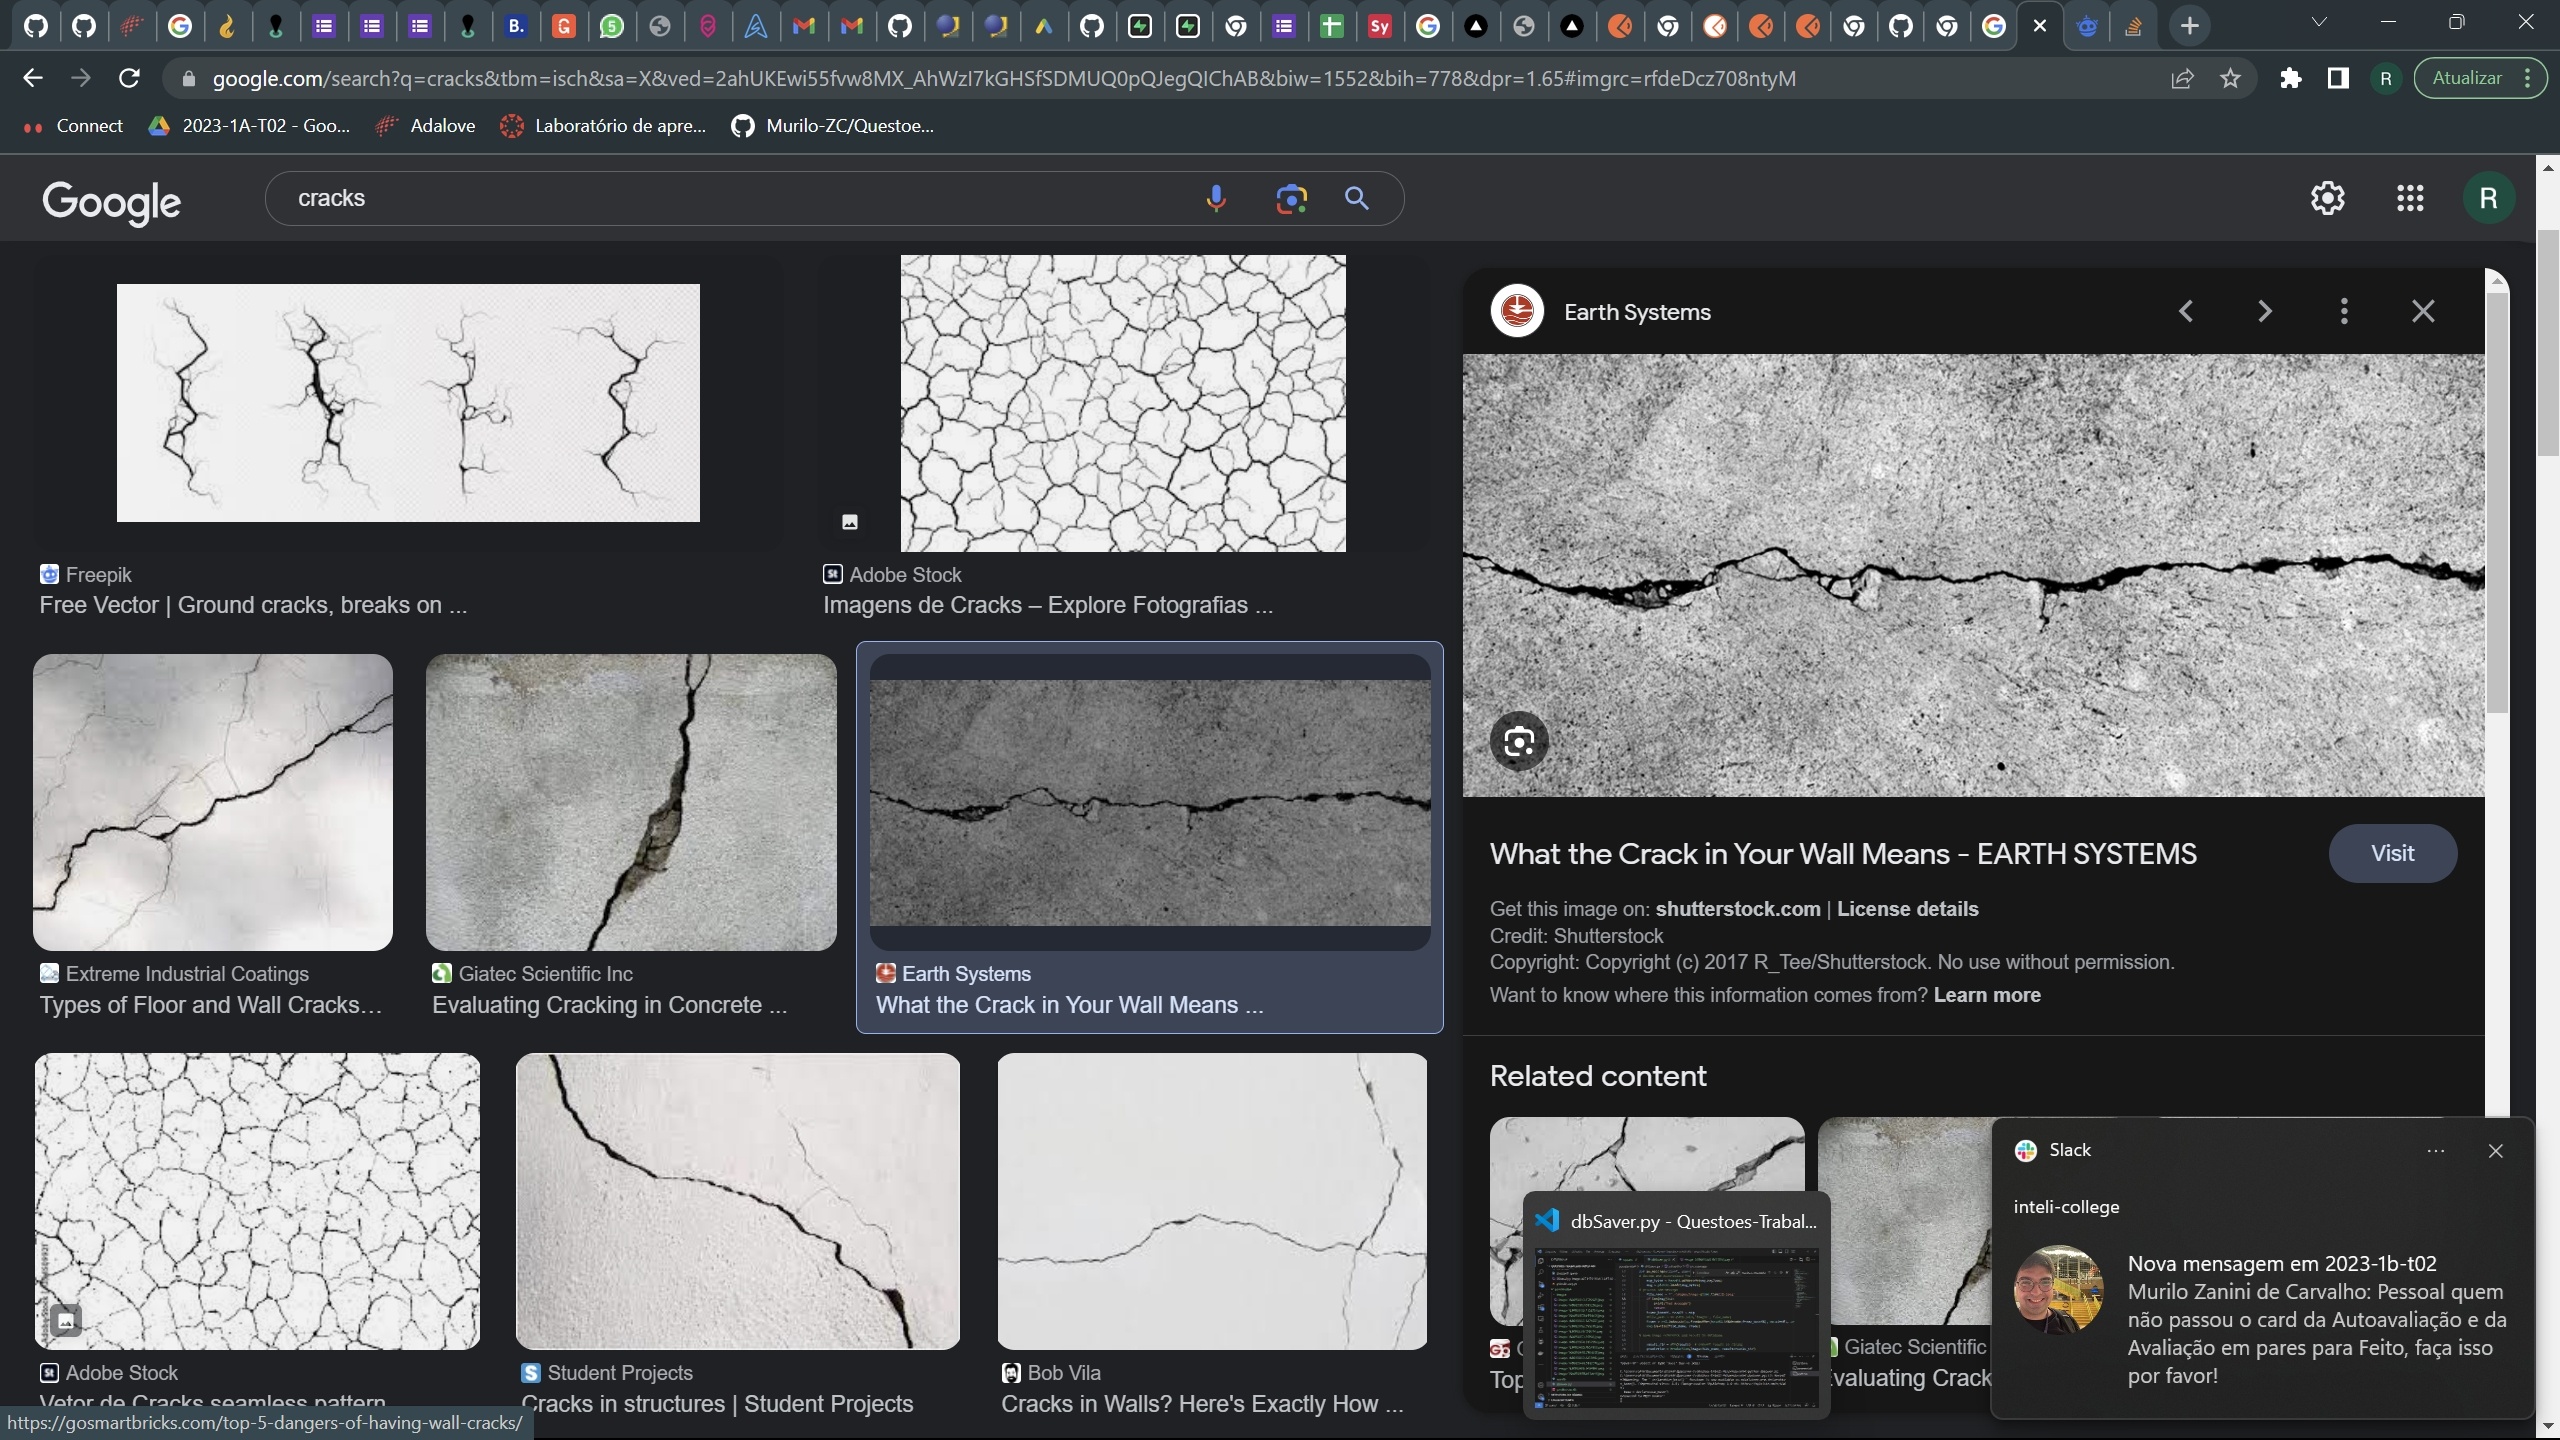 google.com/search?q=cracks&tbm=isch&sa=X&ved=2ahUKEwi55fvw8MX_AhWzI7kGHSfSDMUQ0pQJegQIChAB&biw=1552&bih=778&dpr=1.65#imgrc=rfdeDcz708ntyM
R
Atualizar
Connect
2023-1A-T02 - Goo...
Adalove
Laboratório de apre...
Murilo-ZC/Questoe...
Google
cracks
R
Freepik
Free Vector | Ground cracks, breaks on ...
Adobe Stock
Imagens de Cracks – Explore Fotografias ...
Extreme Industrial Coatings
Types of Floor and Wall Cracks...
Giatec Scientific Inc
Evaluating Cracking in Concrete ...
Earth Systems
What the Crack in Your Wall Means ...
Adobe Stock
Vetor de Cracks seamless pattern
Student Projects
Cracks in structures | Student Projects
Bob Vila
Cracks in Walls? Here's Exactly How ...
https://gosmartbricks.com/top-5-dangers-of-having-wall-cracks/
Earth Systems
What the Crack in Your Wall Means - EARTH SYSTEMS
Visit
Get this image on: shutterstock.com | License details
Credit: Shutterstock
Copyright: Copyright (c) 2017 R_Tee/Shutterstock. No use without permission.
Want to know where this information comes from? Learn more
Related content
Giatec Scientific
dbSaver.py - Questoes-Trabal...
Slack
inteli-college
Nova mensagem em 2023-1b-t02
Murilo Zanini de Carvalho: Pessoal quem
não passou o card da Autoavaliação e da
Avaliação em pares para Feito, faça isso
por favor!